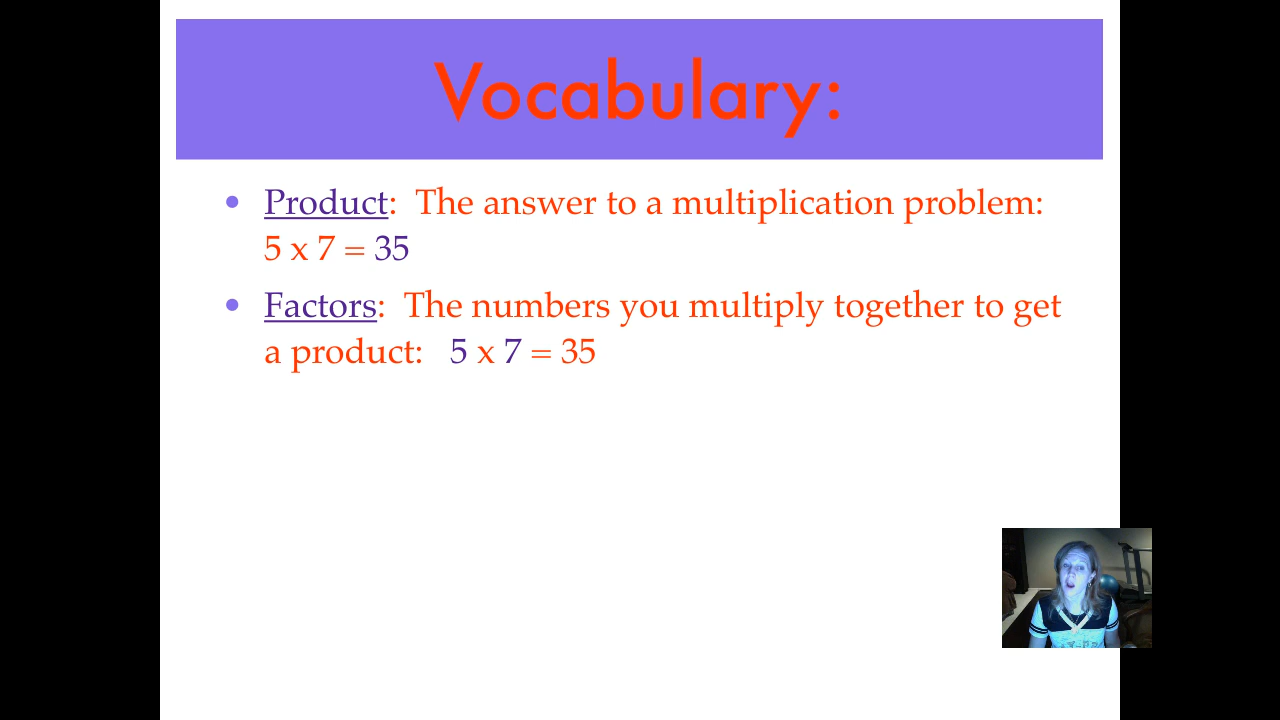 Vocabulary:
• Product: The answer to a multiplication problem:
5 x 7 = 35
• Factors: The numbers you multiply together to get
a product: 5 x 7 = 35